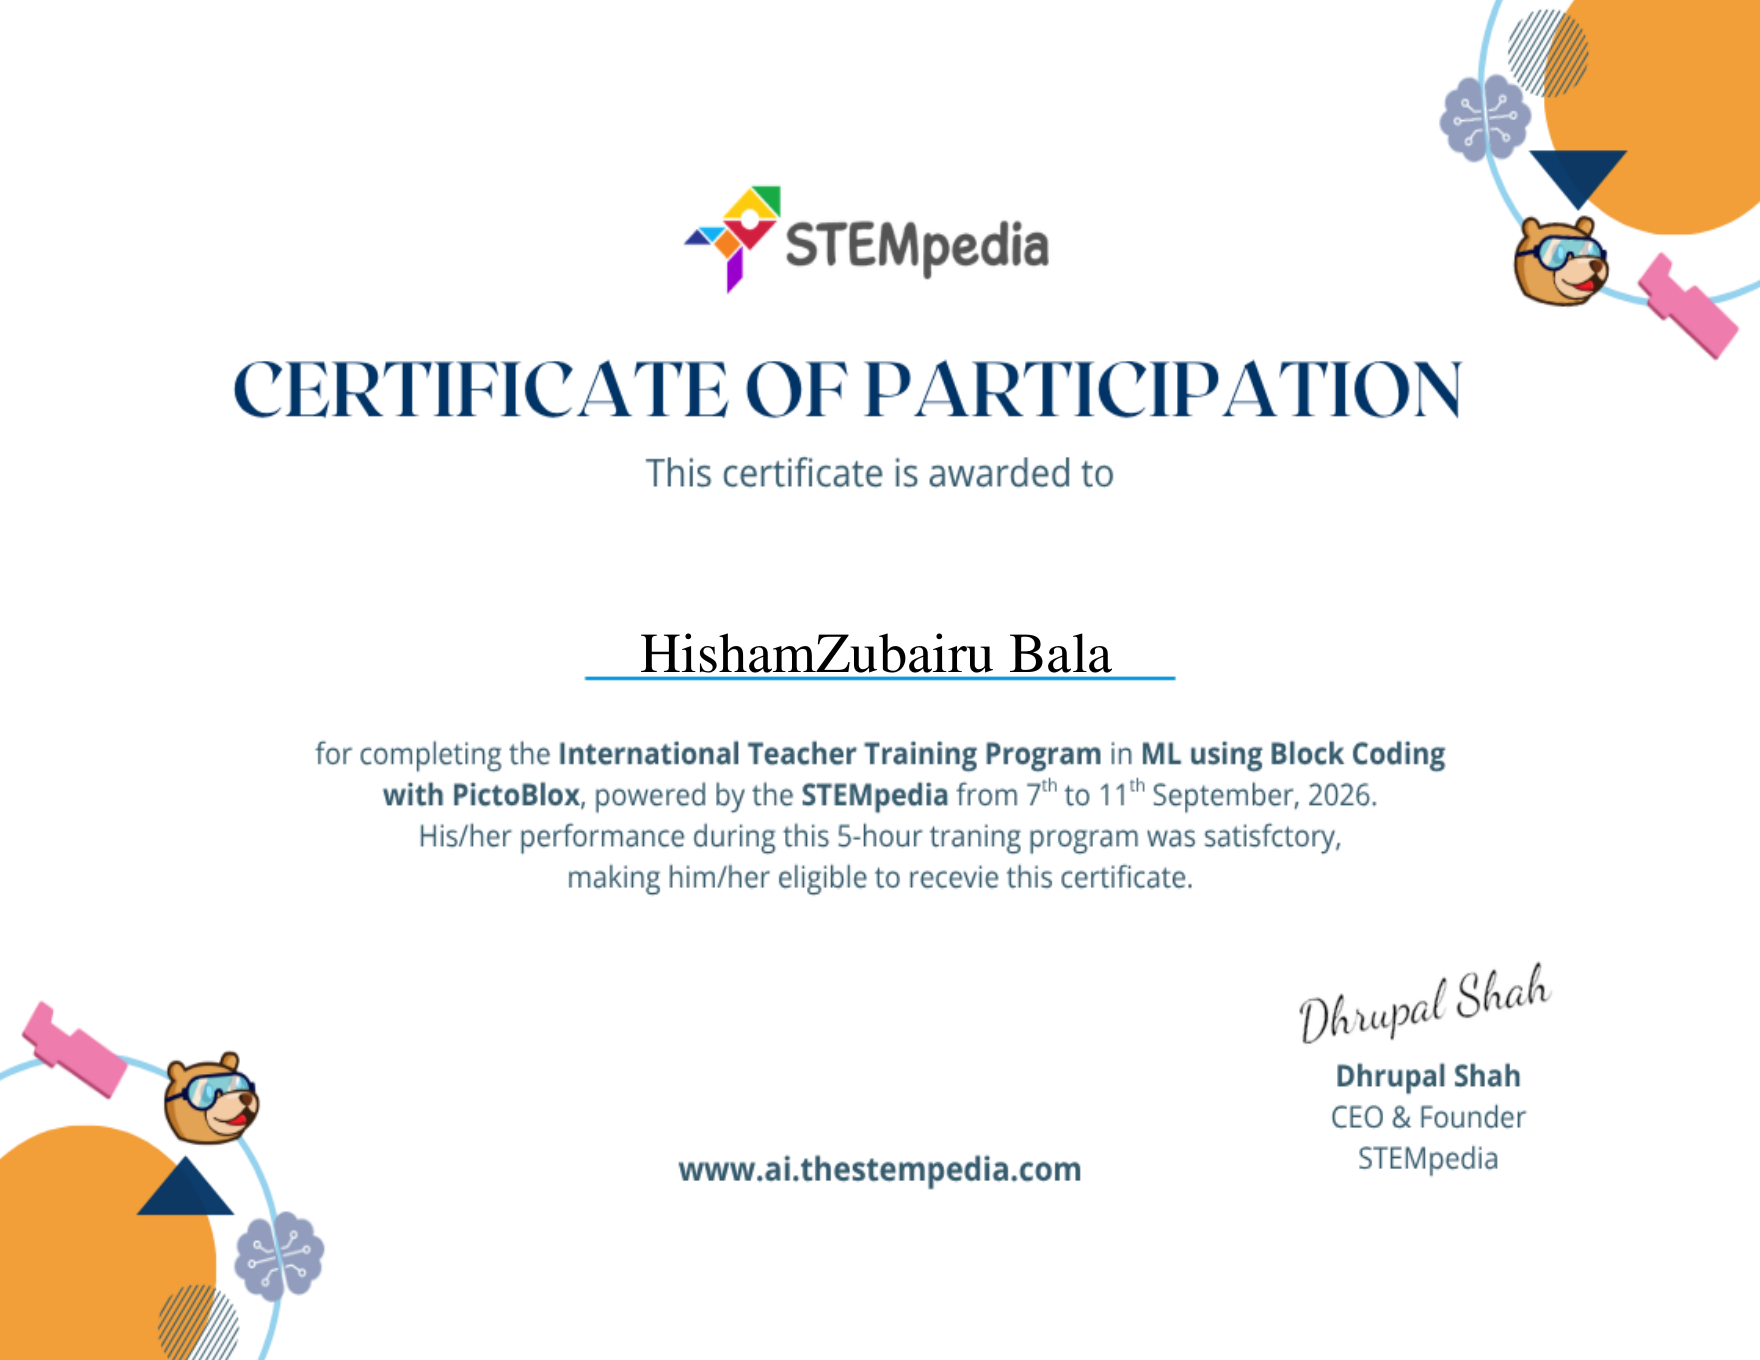 STEMpedia
CERTIFICATE OF PARTICIPATION
This certificate is awarded to
HishamZubairu Bala
for completing the International Teacher Training Program in ML using Block Coding
with PictoBlox, powered by the STEMpedia from 7th to 11th September, 2026.
His/her performance during this 5-hour traning program was satisfctory,
making him/her eligible to recevie this certificate.
Dhrupal Shah
Dhrupal Shah
CEO & Founder
STEMpedia
www.ai.thestempedia.com